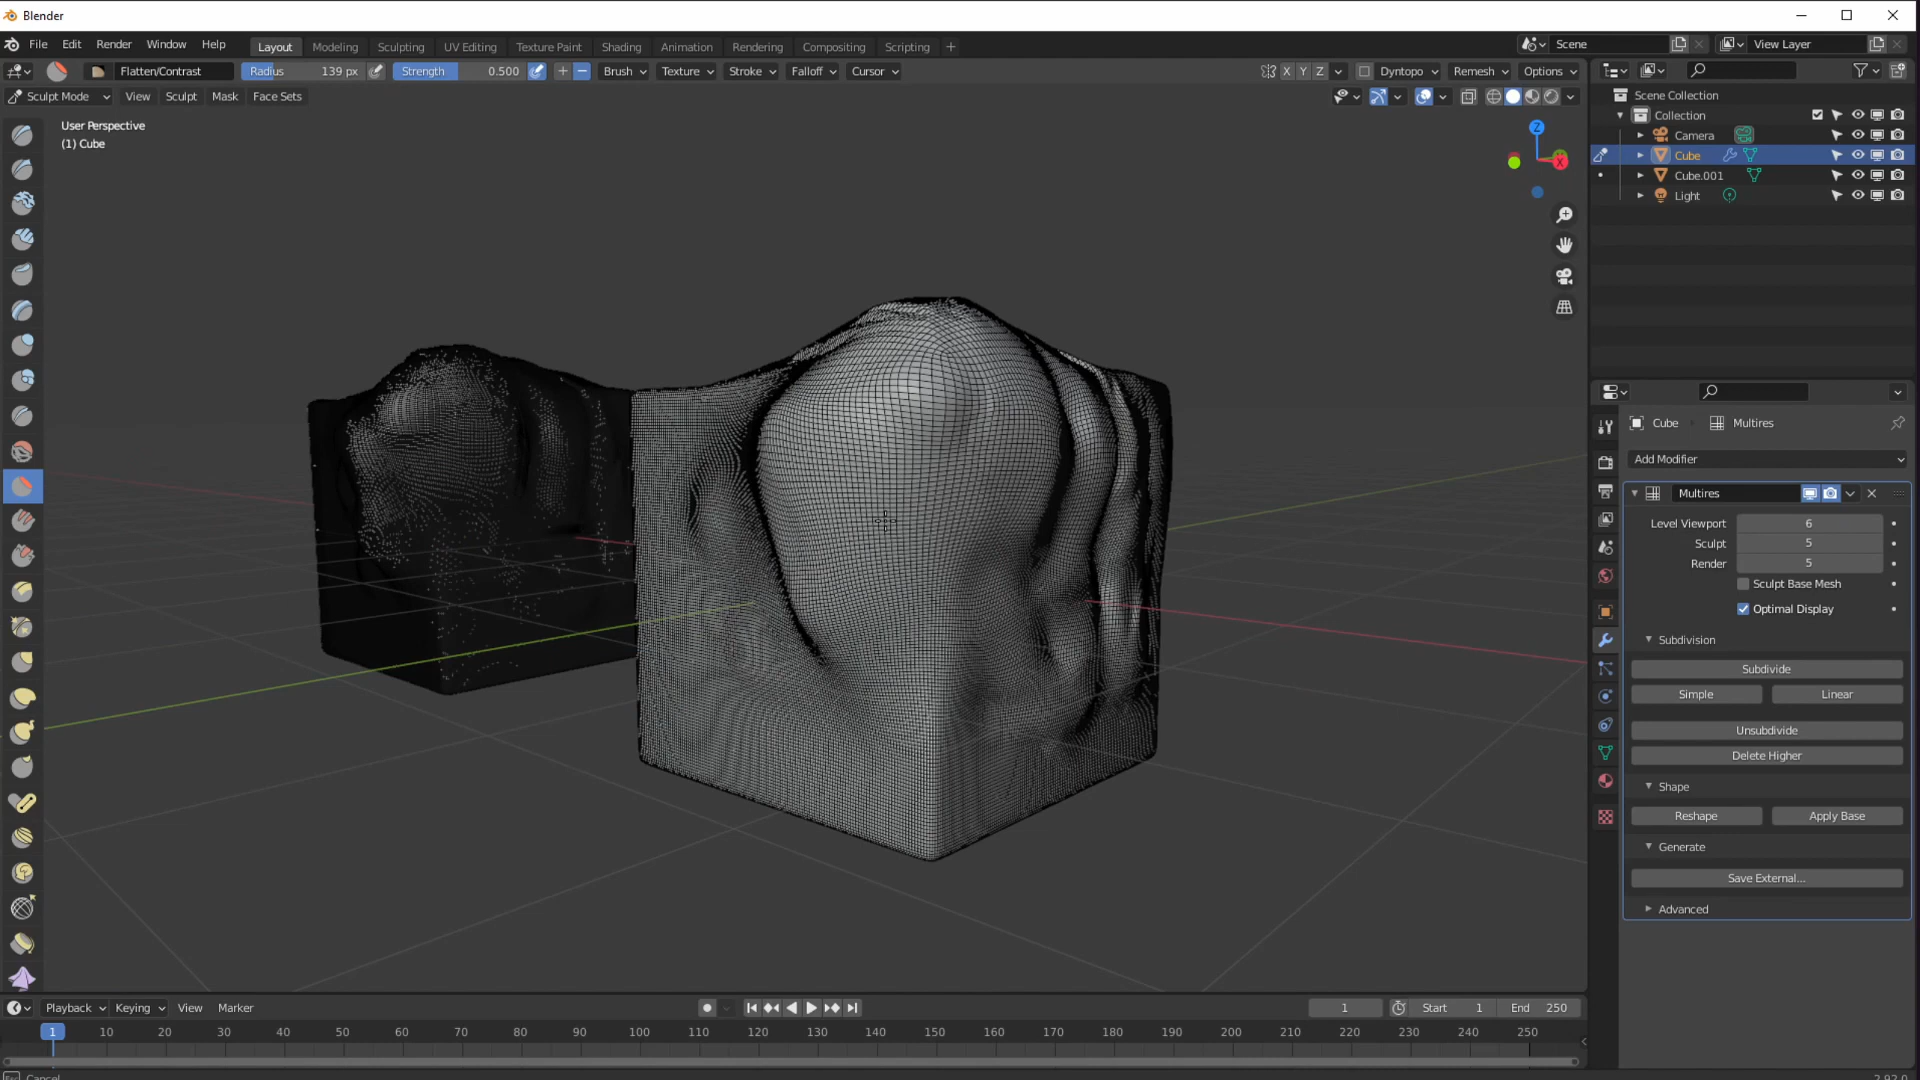 Blender
File Edit Render Window Help Layout Modeling Sculpting UV Editing Texture Paint Shading Animation Rendering Compositing Scripting + Scene View Layer
Flatten/Contrast Radius 139 px Strength 0.500 Brush Texture Stroke Falloff Cursor X Y Z Dyntopo Remesh Options
Sculpt Mode View Sculpt Mask Face Sets
User Perspective
(1) Cube
Z
X
Scene Collection
Collection
Camera
Cube
Cube.001
Light
Cube Multires
Add Modifier
Multires
Level Viewport 6
Sculpt 5
Render 5
Sculpt Base Mesh
Optimal Display
Subdivision
Subdivide
Simple Linear
Unsubdivide
Delete Higher
Shape
Reshape Apply Base
Generate
Save External...
Advanced
Playback Keying View Marker 1 Start 1 End 250
1 10 20 30 40 50 60 70 80 90 100 110 120 130 140 150 160 170 180 190 200 210 220 230 240 250
Esc Cancel 2.92.0